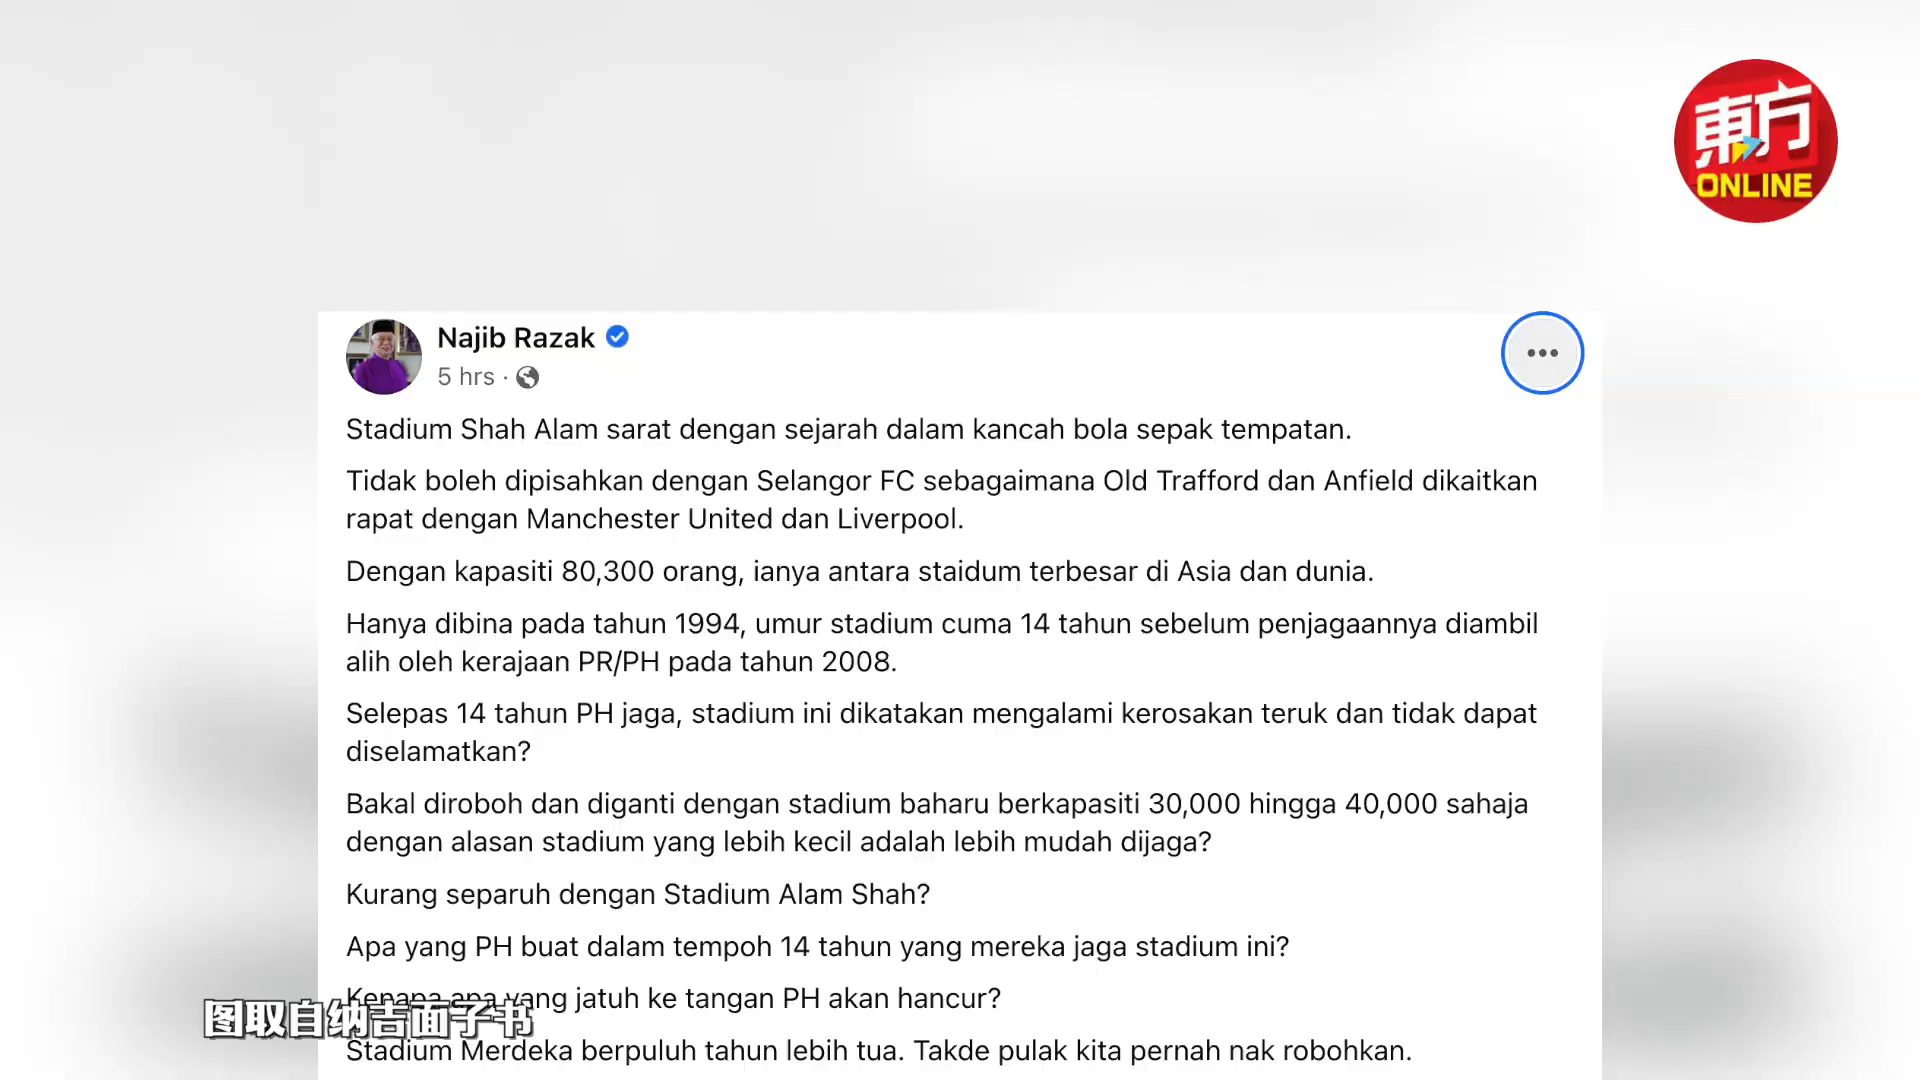 東方
ONLINE
Najib Razak
5 hrs ·
Stadium Shah Alam sarat dengan sejarah dalam kancah bola sepak tempatan.
Tidak boleh dipisahkan dengan Selangor FC sebagaimana Old Trafford dan Anfield dikaitkan
rapat dengan Manchester United dan Liverpool.
Dengan kapasiti 80,300 orang, ianya antara staidum terbesar di Asia dan dunia.
Hanya dibina pada tahun 1994, umur stadium cuma 14 tahun sebelum penjagaannya diambil
alih oleh kerajaan PR/PH pada tahun 2008.
Selepas 14 tahun PH jaga, stadium ini dikatakan mengalami kerosakan teruk dan tidak dapat
diselamatkan?
Bakal diroboh dan diganti dengan stadium baharu berkapasiti 30,000 hingga 40,000 sahaja
dengan alasan stadium yang lebih kecil adalah lebih mudah dijaga?
Kurang separuh dengan Stadium Alam Shah?
Apa yang PH buat dalam tempoh 14 tahun yang mereka jaga stadium ini?
Kenapa apa yang jatuh ke tangan PH akan hancur?
图取自纳吉面子书
Stadium Merdeka berpuluh tahun lebih tua. Takde pulak kita pernah nak robohkan.